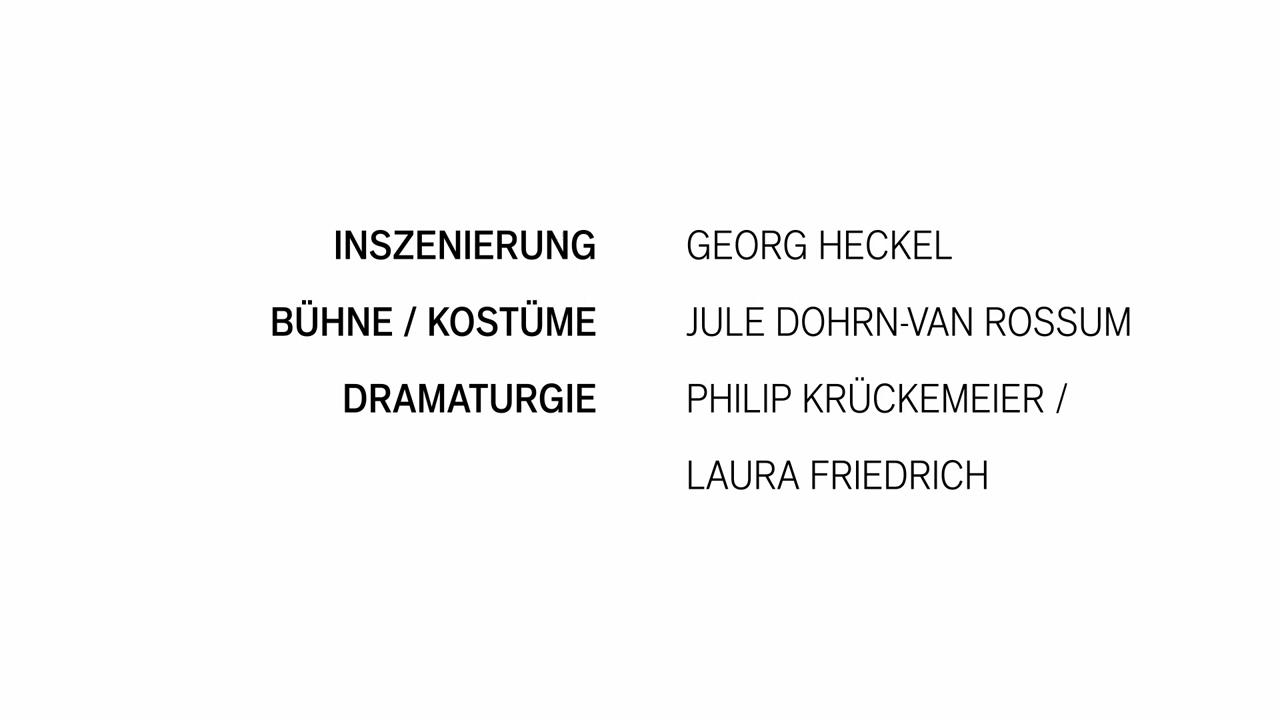 INSZENIERUNG GEORG HECKEL
BÜHNE / KOSTÜME JULE DOHRN-VAN ROSSUM
DRAMATURGIE PHILIP KRÜCKEMEIER /
LAURA FRIEDRICH